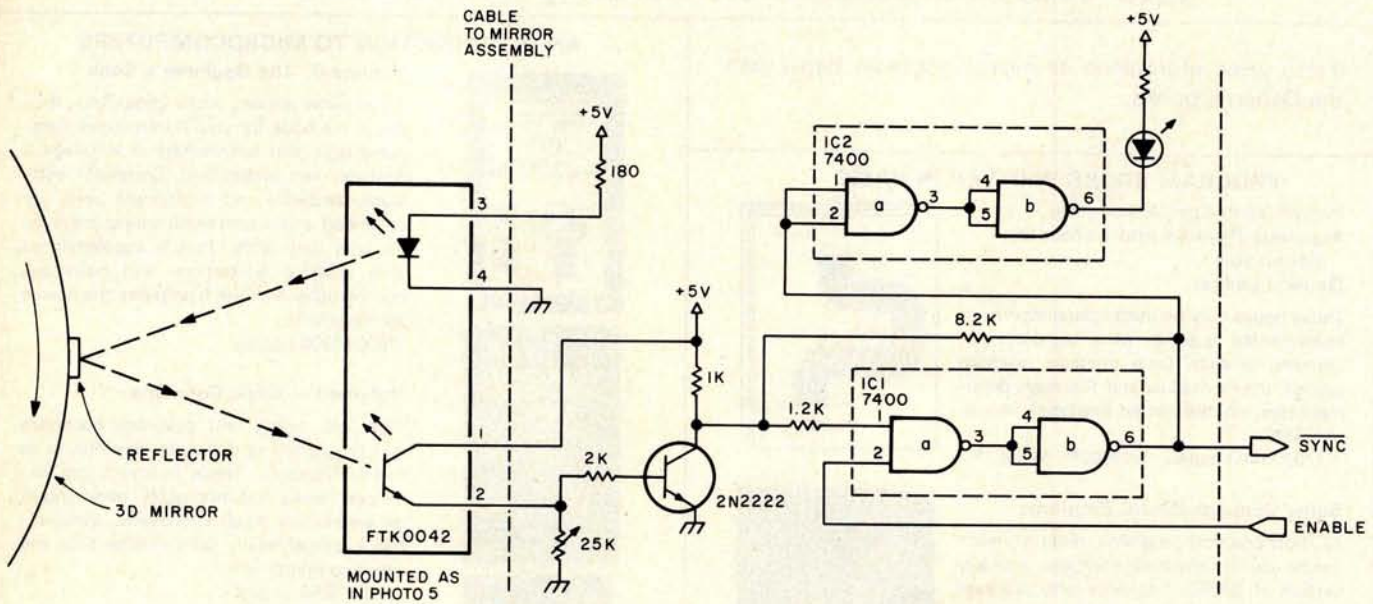 CABLE
TO MIRROR
ASSEMBLY
+5V
+5V
180
IC2
7400
1
2
a
3
4
5
b
6
3
4
+5V
8.2K
1K
IC1
7400
1.2K
1
2
a
3
4
5
b
6
SYNC
1
2
2K
2N2222
ENABLE
REFLECTOR
3D MIRROR
FTK0042
25K
MOUNTED AS
IN PHOTO 5